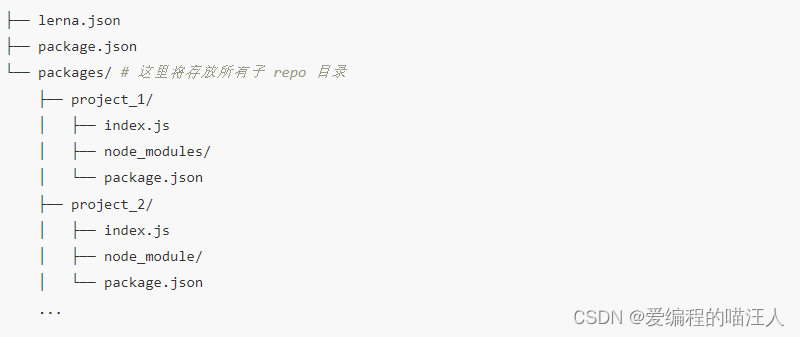 ├── lerna.json
├── package.json
└── packages/ # 这里将存放所有子 repo 目录
    ├── project_1/
    │   ├── index.js
    │   ├── node_modules/
    │   └── package.json
    ├── project_2/
    │   ├── index.js
    │   ├── node_module/
    │   └── package.json
    ...
CSDN @爱编程的喵汪人